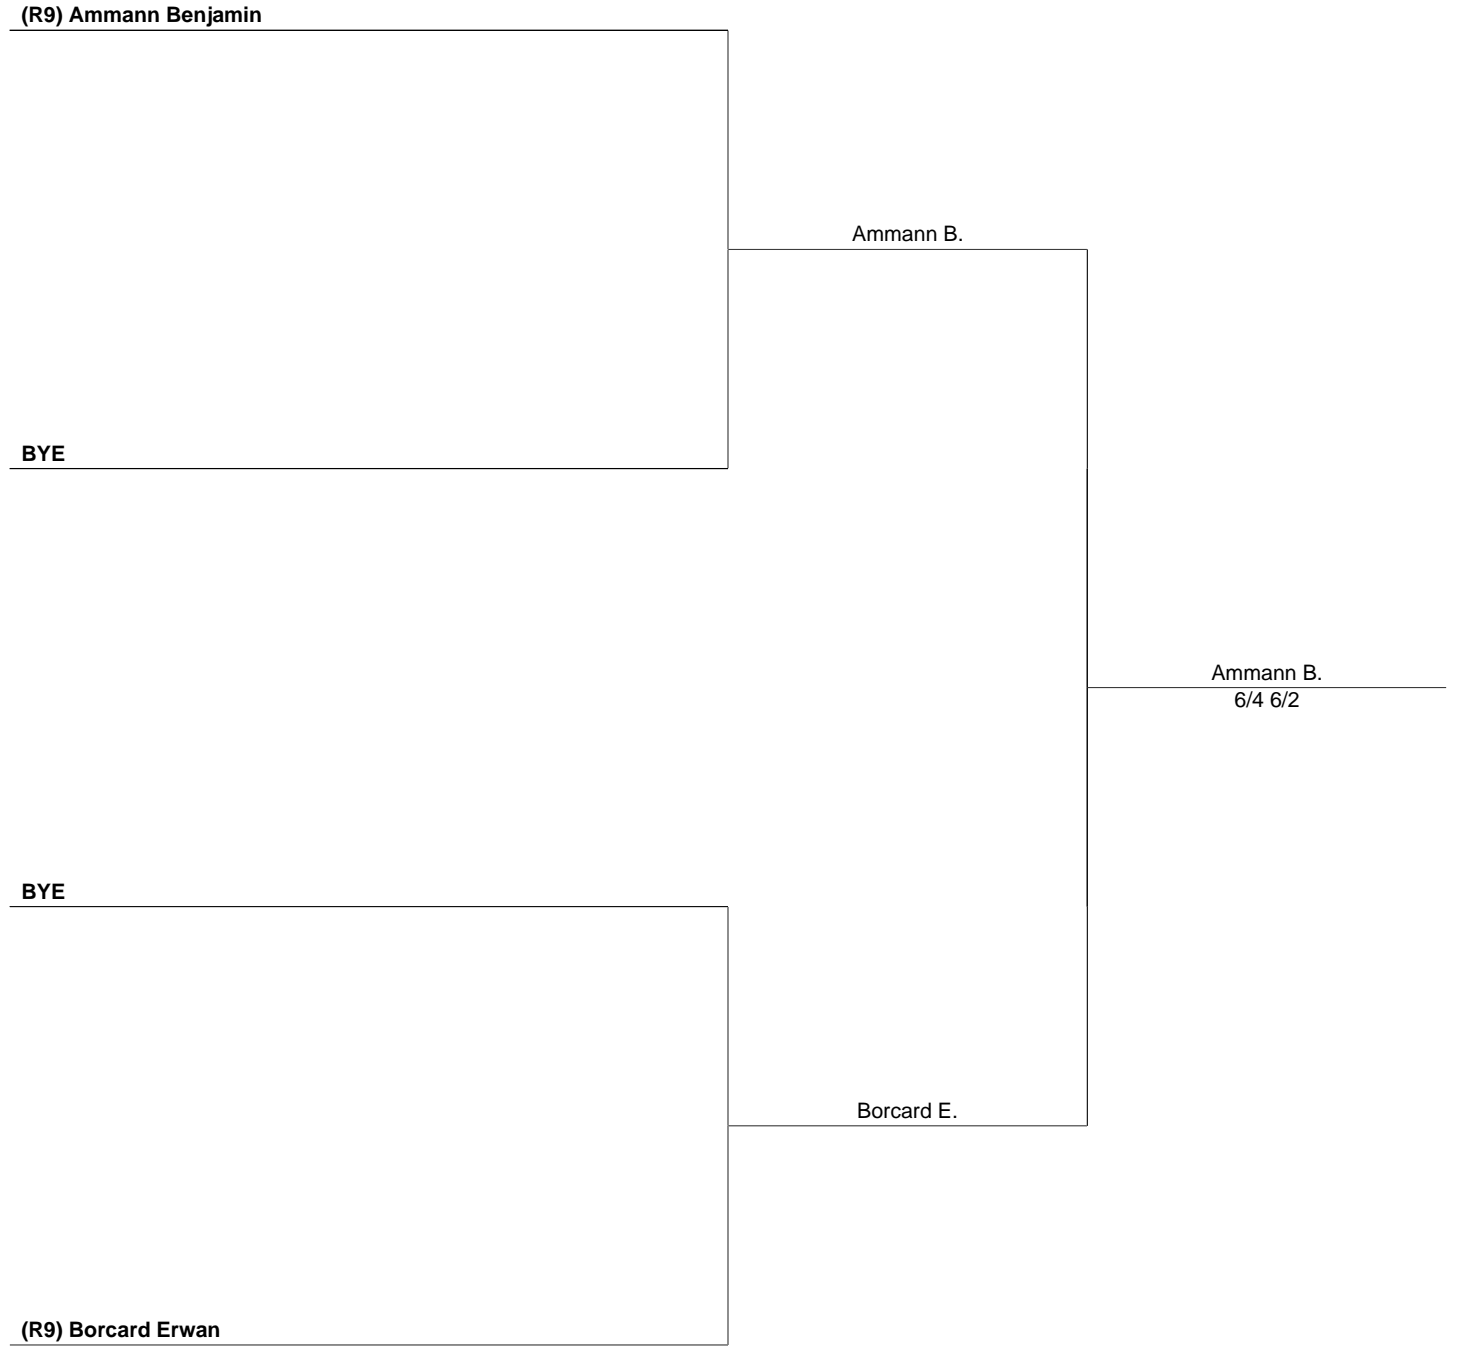 (R9) Ammann Benjamin
Ammann B.
BYE
Ammann B.
6/4 6/2
BYE
Borcard E.
(R9) Borcard Erwan